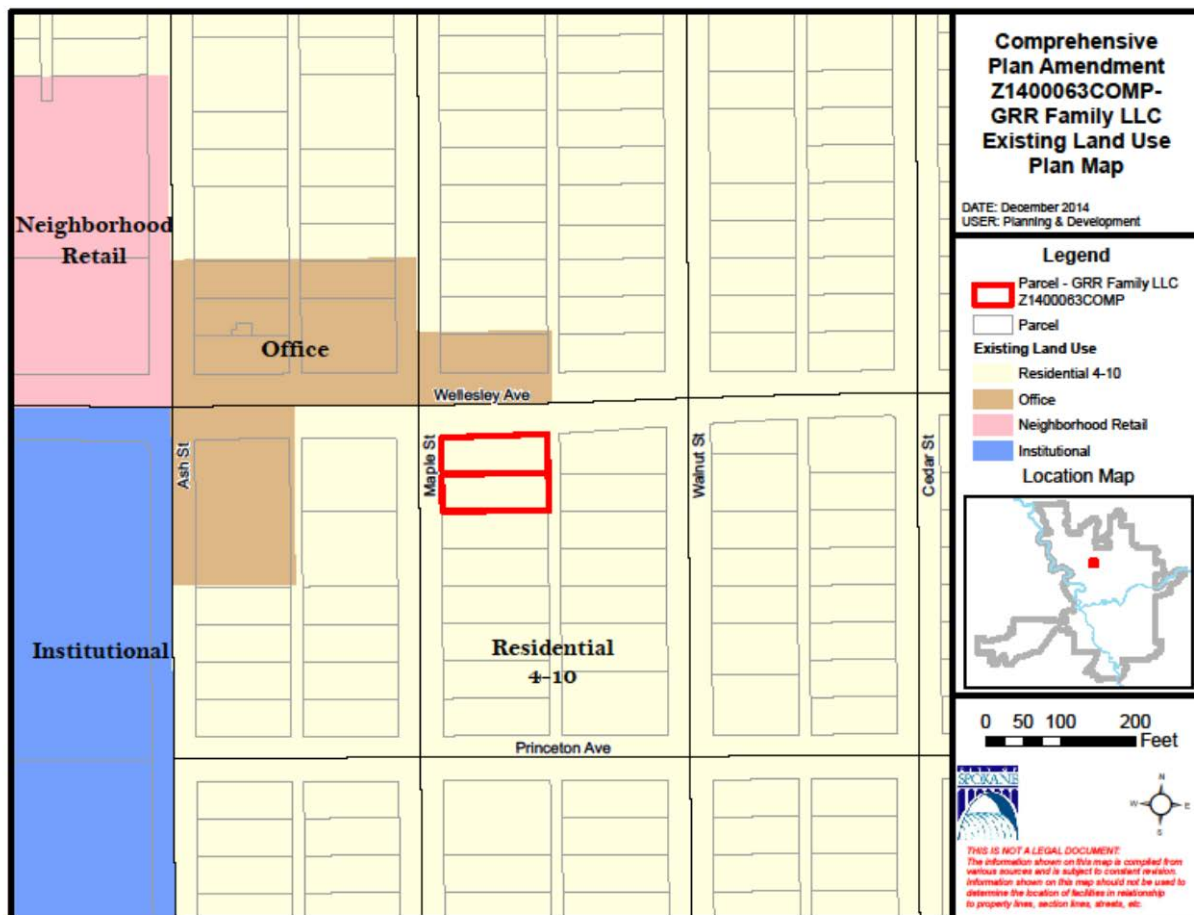 Comprehensive
Plan Amendment
Z1400063COMP-
GRR Family LLC
Existing Land Use
Plan Map
DATE: December 2014
USER: Planning & Development
Legend
Parcel - GRR Family LLC
Z1400063COMP
Parcel
Existing Land Use
Residential 4-10
Office
Neighborhood Retail
Institutional
Location Map
0 50 100 200
Feet
CITY OF
SPOKANE
N
W E
S
THIS IS NOT A LEGAL DOCUMENT:
The information shown on this map is compiled from
various sources and is subject to constant revision.
Information shown on this map should not be used to
determine the location of facilities in relationship
to property lines, section lines, streets, etc.
Neighborhood
Retail
Office
Wellesley Ave
Ash St
Maple St
Walnut St
Cedar St
Institutional
Residential
4-10
Princeton Ave